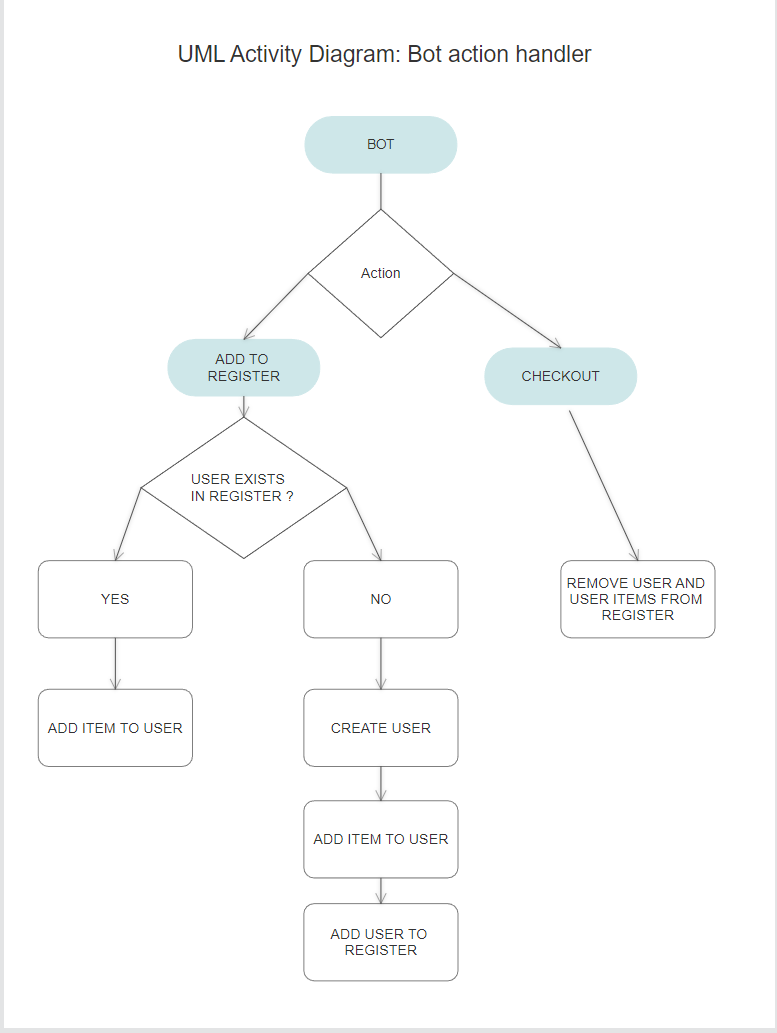 UML Activity Diagram: Bot action handler
BOT
Action
ADD TO
REGISTER
CHECKOUT
USER EXISTS
IN REGISTER ?
YES
NO
REMOVE USER AND
USER ITEMS FROM
REGISTER
ADD ITEM TO USER
CREATE USER
ADD ITEM TO USER
ADD USER TO
REGISTER